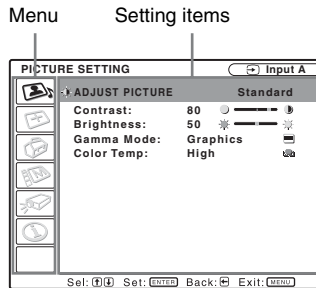 Menu Setting items
PICTURE SETTING Input A
ADJUST PICTURE Standard
Contrast: 80
Brightness: 50
Gamma Mode: Graphics
Color Temp: High
Sel: Set: ENTER Back: Exit: MENU